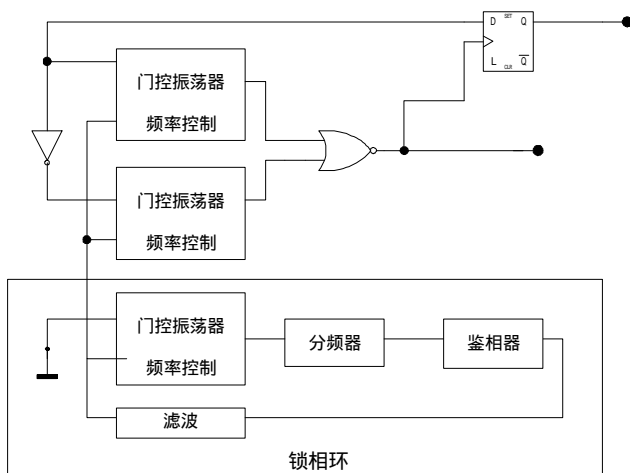 D SET Q
L CLR Q
门控振荡器
频率控制
门控振荡器
频率控制
门控振荡器
频率控制
分频器
鉴相器
滤波
锁相环